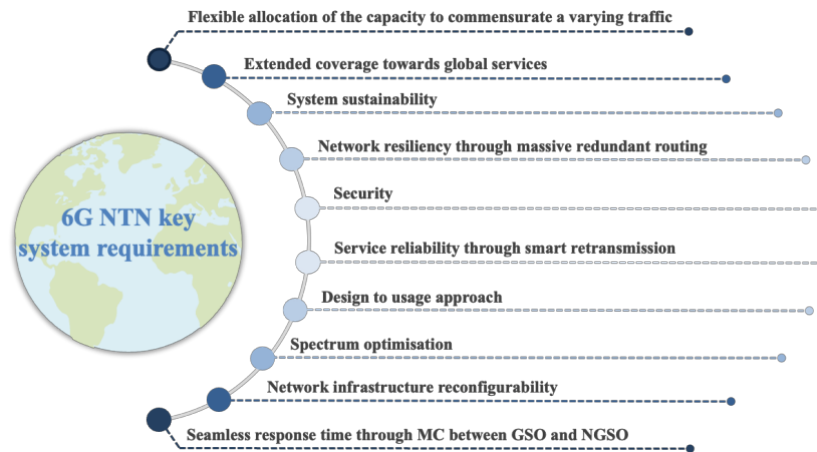 Flexible allocation of the capacity to commensurate a varying traffic
Extended coverage towards global services
System sustainability
Network resiliency through massive redundant routing
Security
6G NTN key
system requirements
Service reliability through smart retransmission
Design to usage approach
Spectrum optimisation
Network infrastructure reconfigurability
Seamless response time through MC between GSO and NGSO